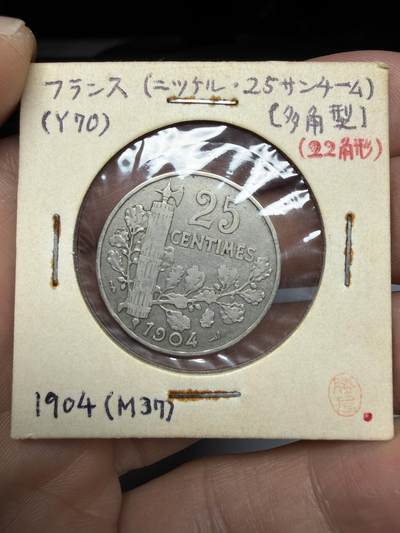 フランス (ニッケル・25サンチーム)
(Y70) [多角型]
(22角形)
25
CENTIMES
1904
1904 (M37)